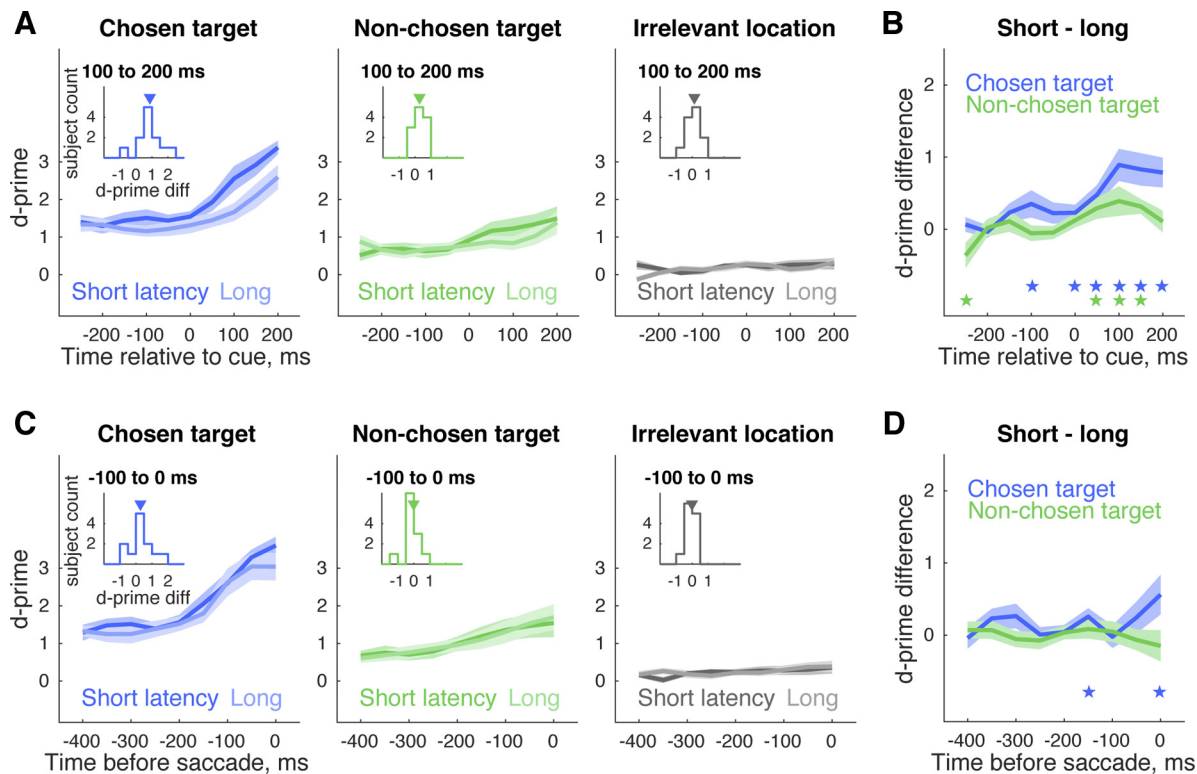 A
Chosen target
Non-chosen target
Irrelevant location
B
Short - long
100 to 200 ms
100 to 200 ms
100 to 200 ms
subject count
4
2
-1 0 1 2
d-prime diff
4
2
-1 0 1
4
2
-1 0 1
d-prime
3
2
1
0
Short latency Long
-200 -100 0 100 200
Time relative to cue, ms
3
2
1
0
Short latency Long
-200 -100 0 100 200
3
2
1
0
Short latency Long
-200 -100 0 100 200
d-prime difference
2
1
0
Chosen target
Non-chosen target
-200 -100 0 100 200
Time relative to cue, ms
C
Chosen target
Non-chosen target
Irrelevant location
D
Short - long
-100 to 0 ms
-100 to 0 ms
-100 to 0 ms
subject count
4
2
-1 0 1 2
d-prime diff
4
2
-1 0 1
4
2
-1 0 1
d-prime
3
2
1
0
Short latency Long
-400 -300 -200 -100 0
Time before saccade, ms
3
2
1
0
Short latency Long
-400 -300 -200 -100 0
3
2
1
0
Short latency Long
-400 -300 -200 -100 0
d-prime difference
2
1
0
Chosen target
Non-chosen target
-400 -300 -200 -100 0
Time before saccade, ms